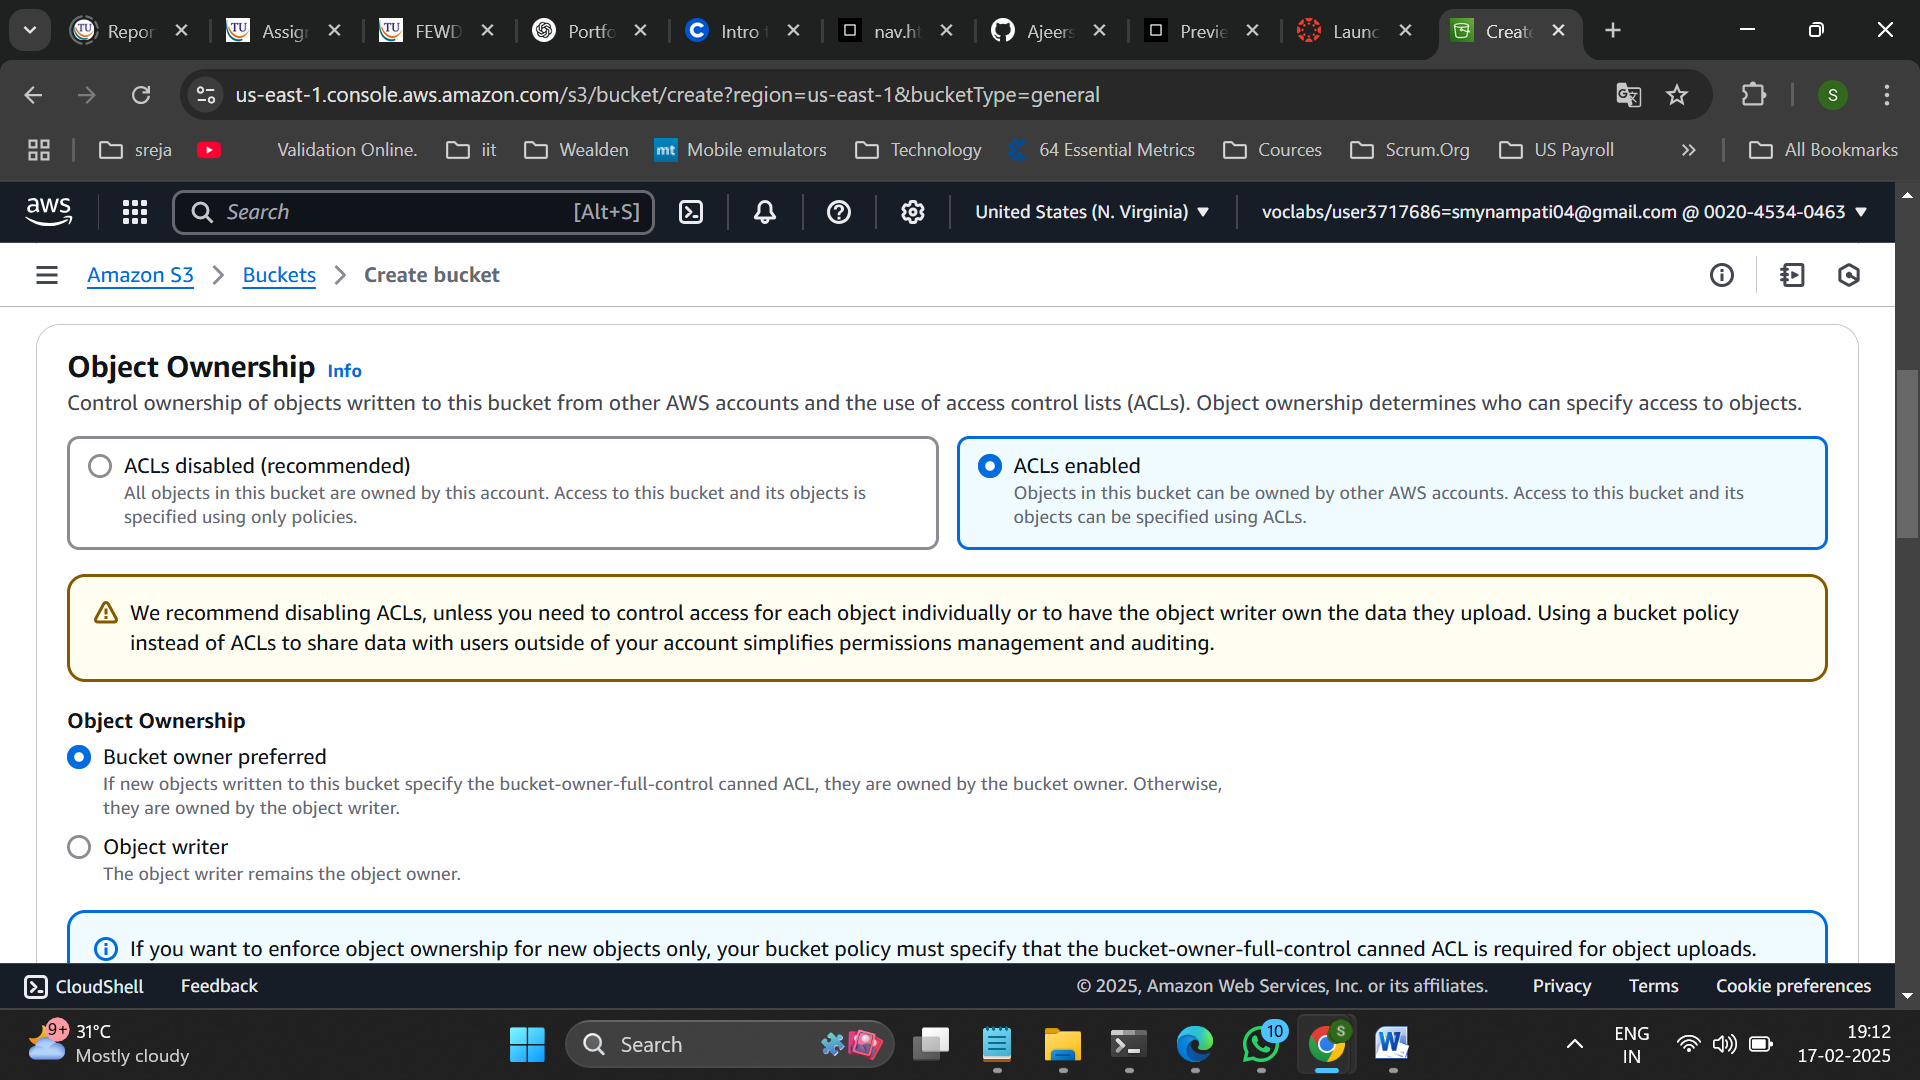 Repor
Assign
FEWD
Portfo
Intro
nav.ht
Ajeers
Previe
Launc
Create
us-east-1.console.aws.amazon.com/s3/bucket/create?region=us-east-1&bucketType=general
S
sreja
Validation Online.
iit
Wealden
mt Mobile emulators
Technology
64 Essential Metrics
Cources
Scrum.Org
US Payroll
All Bookmarks
aws
Search [Alt+S]
United States (N. Virginia)
voclabs/user3717686=smynampati04@gmail.com @ 0020-4534-0463
Amazon S3
Buckets
Create bucket
Object Ownership Info
Control ownership of objects written to this bucket from other AWS accounts and the use of access control lists (ACLs). Object ownership determines who can specify access to objects.
ACLs disabled (recommended)
All objects in this bucket are owned by this account. Access to this bucket and its objects is
specified using only policies.
ACLs enabled
Objects in this bucket can be owned by other AWS accounts. Access to this bucket and its
objects can be specified using ACLs.
We recommend disabling ACLs, unless you need to control access for each object individually or to have the object writer own the data they upload. Using a bucket policy
instead of ACLs to share data with users outside of your account simplifies permissions management and auditing.
Object Ownership
Bucket owner preferred
If new objects written to this bucket specify the bucket-owner-full-control canned ACL, they are owned by the bucket owner. Otherwise,
they are owned by the object writer.
Object writer
The object writer remains the object owner.
If you want to enforce object ownership for new objects only, your bucket policy must specify that the bucket-owner-full-control canned ACL is required for object uploads.
CloudShell
Feedback
© 2025, Amazon Web Services, Inc. or its affiliates.
Privacy
Terms
Cookie preferences
9+
31°C
Mostly cloudy
Search
10
S
ENG
IN
19:12
17-02-2025